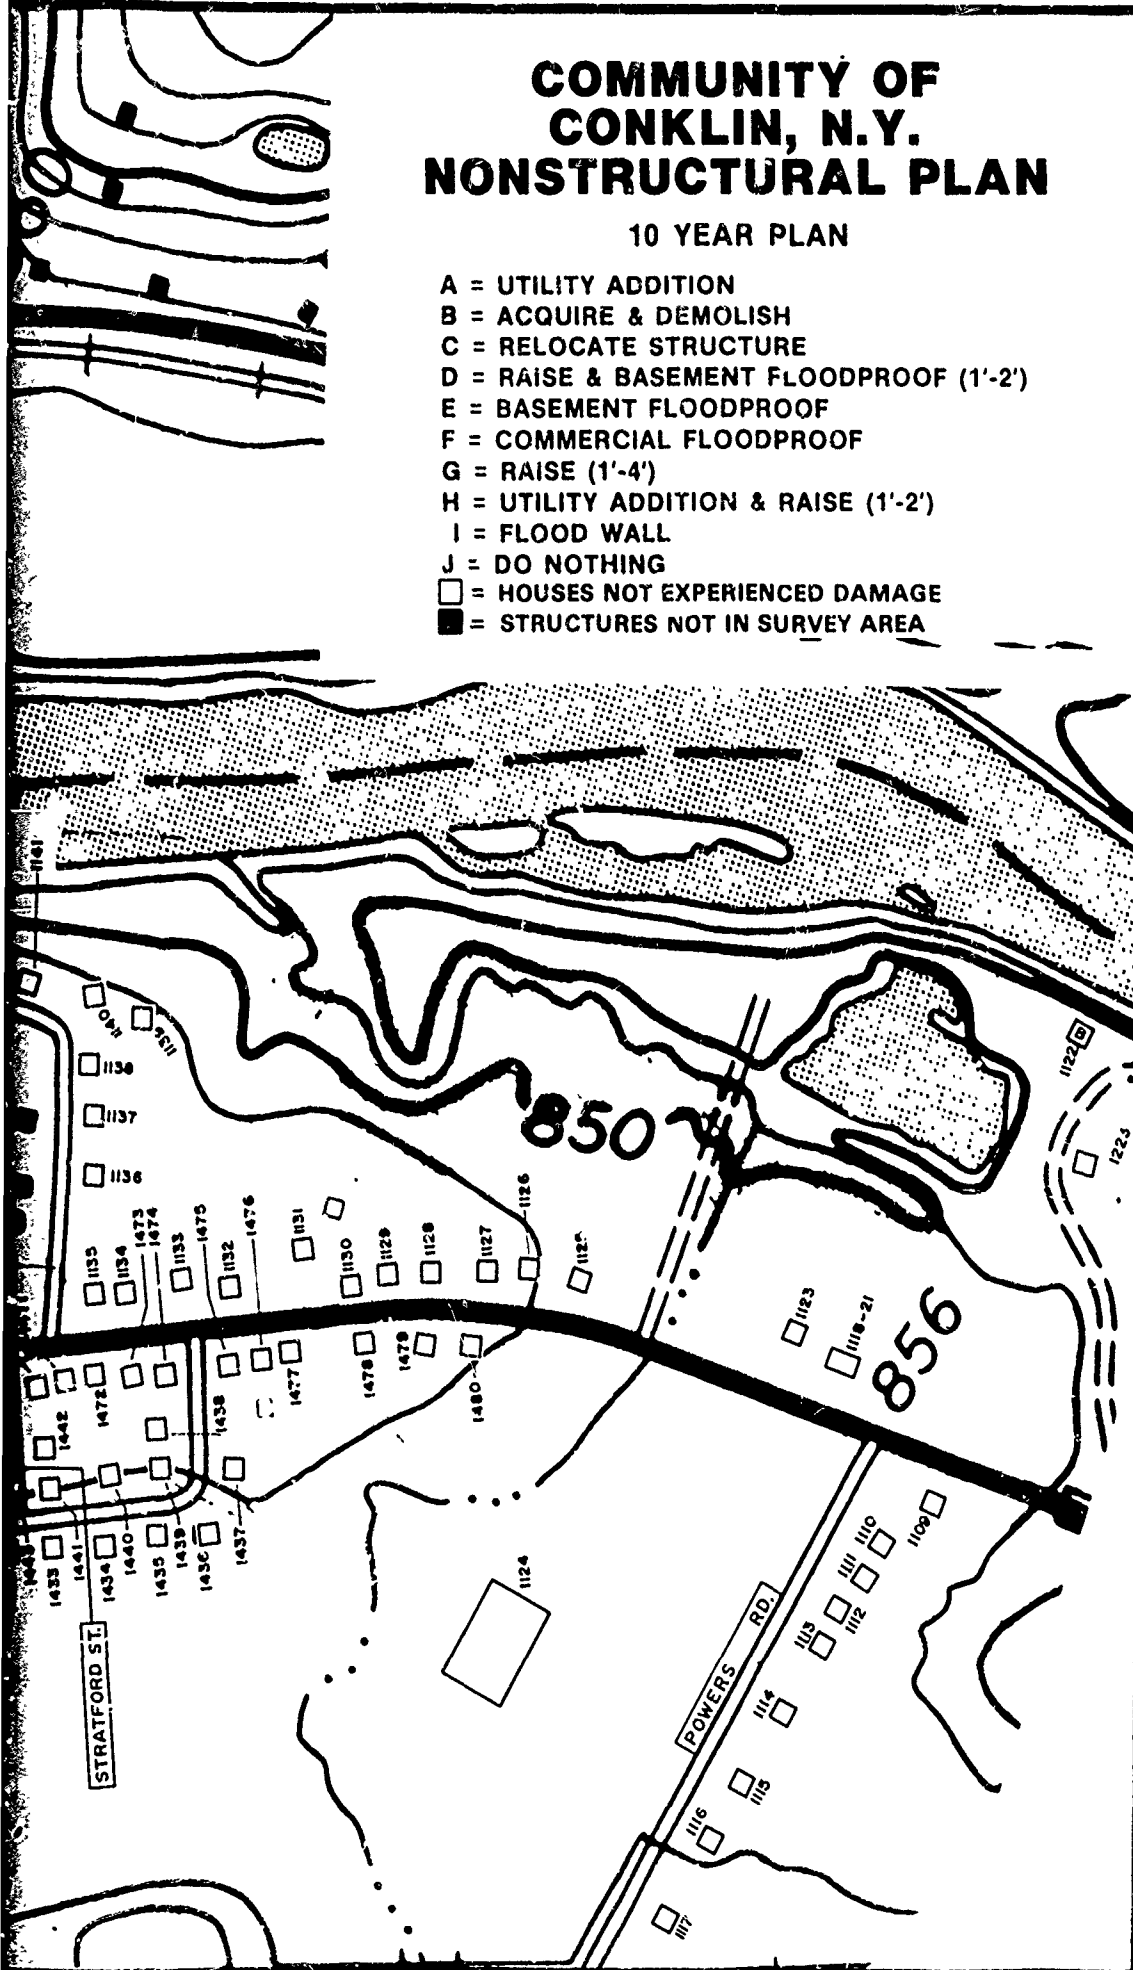 COMMUNITY OF
CONKLIN, N.Y.
NONSTRUCTURAL PLAN
10 YEAR PLAN
A = UTILITY ADDITION
B = ACQUIRE & DEMOLISH
C = RELOCATE STRUCTURE
D = RAISE & BASEMENT FLOODPROOF (1'-2')
E = BASEMENT FLOODPROOF
F = COMMERCIAL FLOODPROOF
G = RAISE (1'-4')
H = UTILITY ADDITION & RAISE (1'-2')
I = FLOOD WALL
J = DO NOTHING
= HOUSES NOT EXPERIENCED DAMAGE
= STRUCTURES NOT IN SURVEY AREA
1141
1140
1138
1137
1136
850
B
1122
1223
1126
1135
1134
1473
1474
1133
1475
1132
1476
1131
1130
1129
1128
1127
1123
1118-21
856
1442
1472
1438
1477
1478
1479
1480
1433
1441
1434
1440
1435
1439
1436
1437
STRATFORD ST.
1124
POWERS RD.
1109
1110
1111
1112
1113
1114
1115
1116
1117